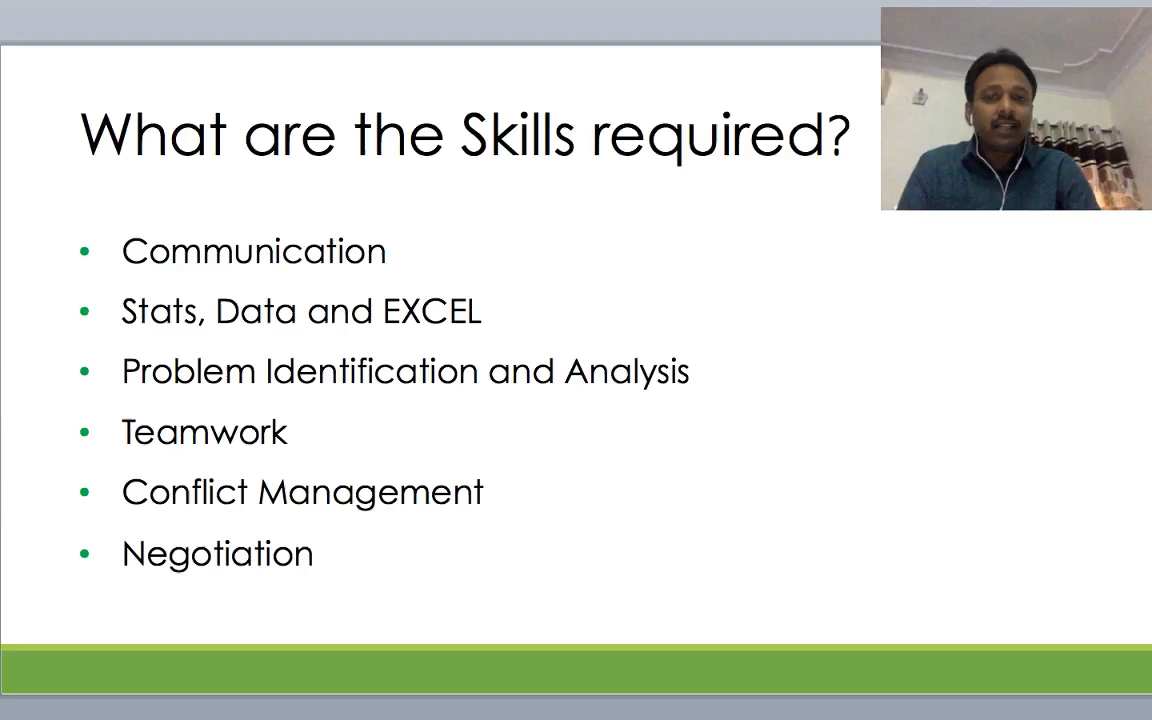 What are the Skills required?
• Communication
• Stats, Data and EXCEL
• Problem Identification and Analysis
• Teamwork
• Conflict Management
• Negotiation